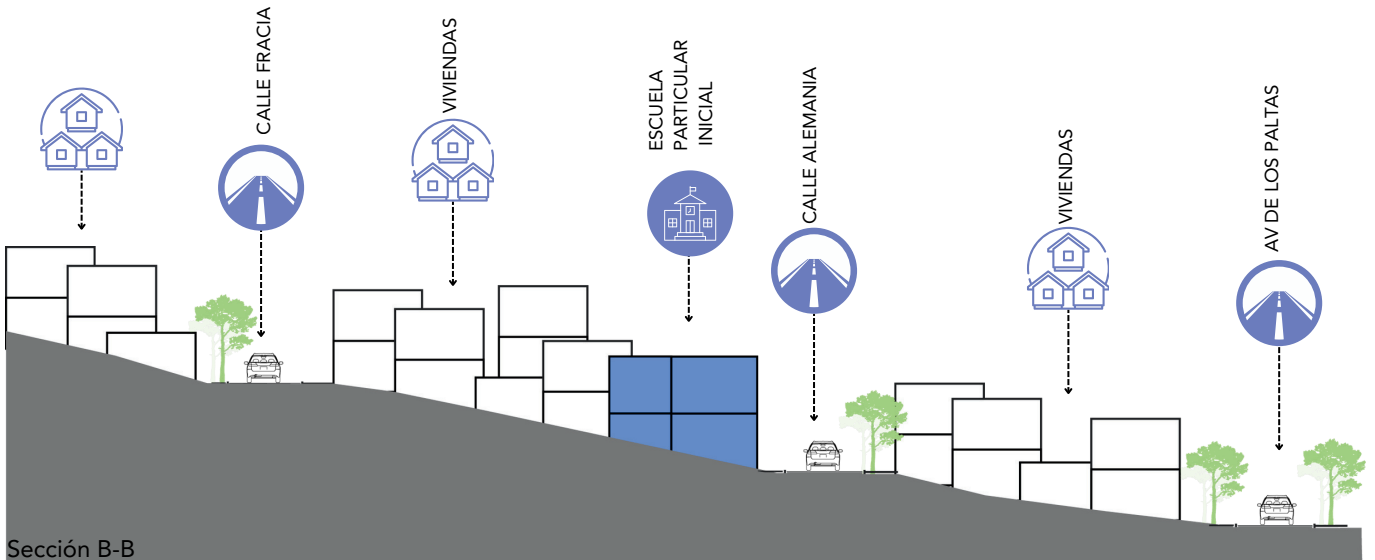 CALLE FRACIA
VIVIENDAS
ESCUELA
PARTICULAR
INICIAL
CALLE ALEMANIA
VIVIENDAS
AV DE LOS PALTAS
Sección B-B